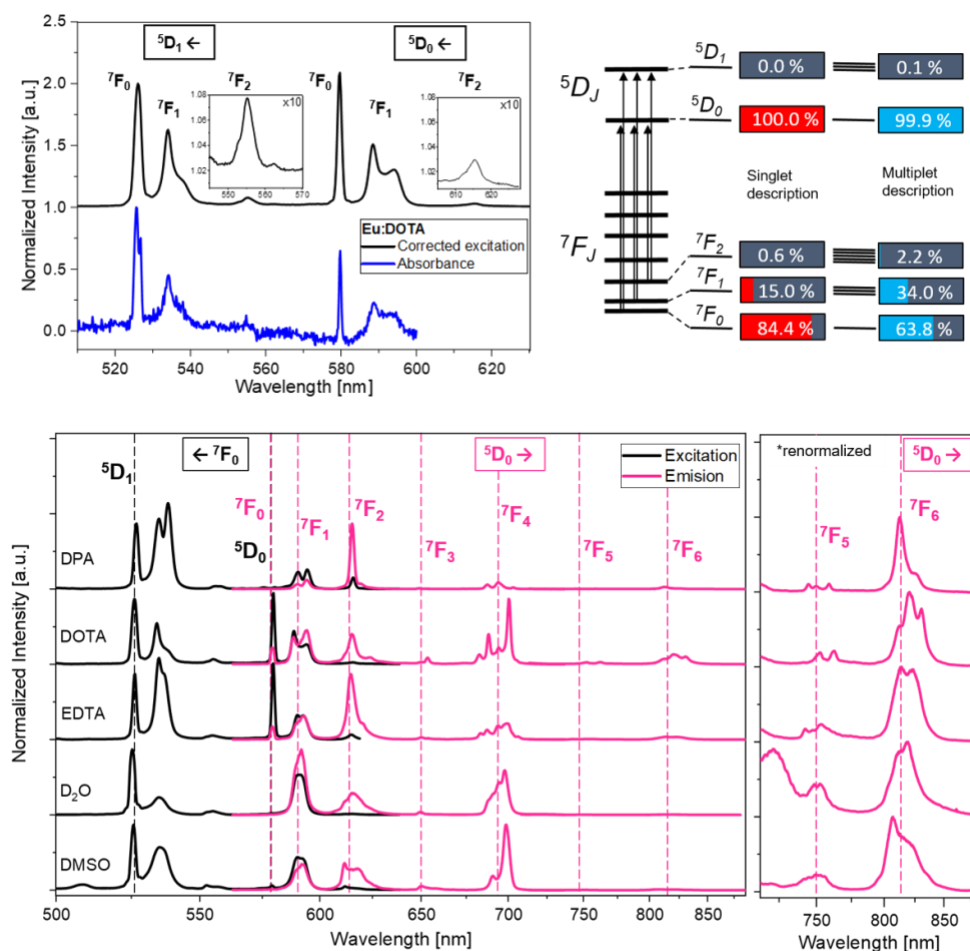 ⁵D₁ ←
⁵D₀ ←
⁷F₀
⁷F₁
⁷F₂
⁷F₀
⁷F₁
⁷F₂
x10
1.08
1.06
1.04
1.02
1.00
550
560
570
x10
1.08
1.06
1.04
1.02
1.00
610
620
Normalized Intensity [a.u.]
2.5
2.0
1.5
1.0
0.5
0.0
Eu:DOTA
Corrected excitation
Absorbance
520 540 560 580 600 620
Wavelength [nm]
⁵D_J
⁷F_J
⁵D₁ 0.0 % 0.1 %
⁵D₀ 100.0 % 99.9 %
Singlet description
Multiplet description
⁷F₂ 0.6 % 2.2 %
⁷F₁ 15.0 % 34.0 %
⁷F₀ 84.4 % 63.8 %
← ⁷F₀
⁵D₀ →
Excitation
Emision
⁵D₁
⁷F₀
⁵D₀
⁷F₁
⁷F₂
⁷F₃
⁷F₄
⁷F₅
⁷F₆
DPA
DOTA
EDTA
D₂O
DMSO
Normalized Intensity [a.u.]
500 550 600 650 700 750 800 850
Wavelength [nm]
*renormalized
⁵D₀ →
⁷F₅
⁷F₆
750 800 850
Wavelength [nm]